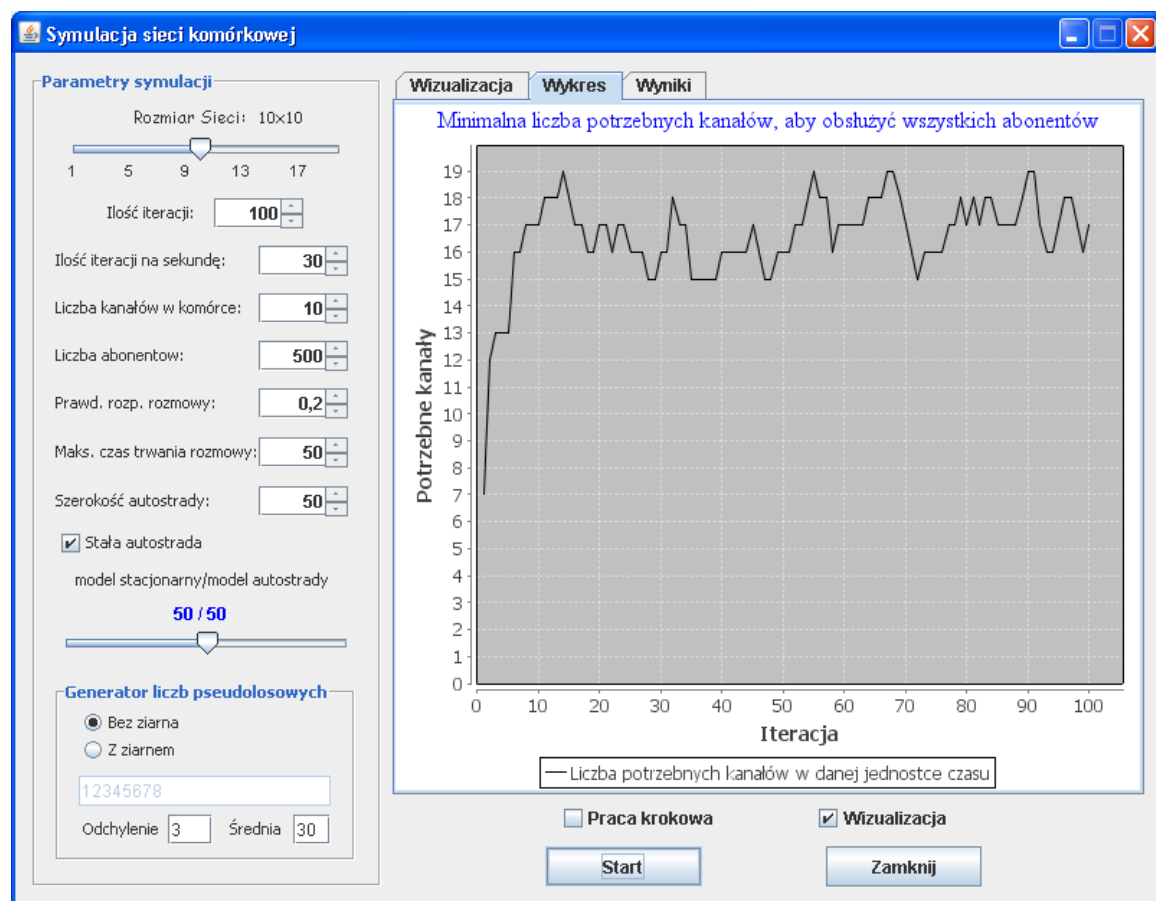 Symulacja sieci komórkowej
Parametry symulacji
Rozmiar Sieci: 10x10
1 5 9 13 17
Ilość iteracji: 100
Ilość iteracji na sekundę: 30
Liczba kanałów w komórce: 10
Liczba abonentow: 500
Prawd. rozp. rozmowy: 0,2
Maks. czas trwania rozmowy: 50
Szerokość autostrady: 50
Stała autostrada
model stacjonarny/model autostrady
50 / 50
Generator liczb pseudolosowych
Bez ziarna
Z ziarnem
12345678
Odchylenie 3 Średnia 30
Wizualizacja Wykres Wyniki
Minimalna liczba potrzebnych kanałów, aby obsłużyć wszystkich abonentów
Potrzebne kanały
19
18
17
16
15
14
13
12
11
10
9
8
7
6
5
4
3
2
1
0
0 10 20 30 40 50 60 70 80 90 100
Iteracja
Liczba potrzebnych kanałów w danej jednostce czasu
Praca krokowa Wizualizacja
Start Zamknij